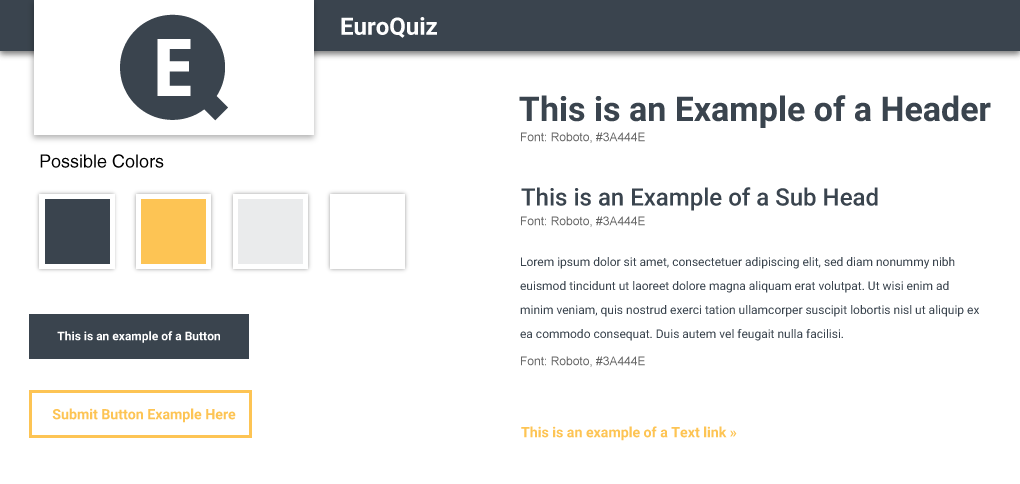 EuroQuiz
E
Possible Colors
This is an example of a Button
Submit Button Example Here
This is an Example of a Header
Font: Roboto, #3A444E
This is an Example of a Sub Head
Font: Roboto, #3A444E
Lorem ipsum dolor sit amet, consectetuer adipiscing elit, sed diam nonummy nibh
euismod tincidunt ut laoreet dolore magna aliquam erat volutpat. Ut wisi enim ad
minim veniam, quis nostrud exerci tation ullamcorper suscipit lobortis nisl ut aliquip ex
ea commodo consequat. Duis autem vel feugait nulla facilisi.
Font: Roboto, #3A444E
This is an example of a Text link »